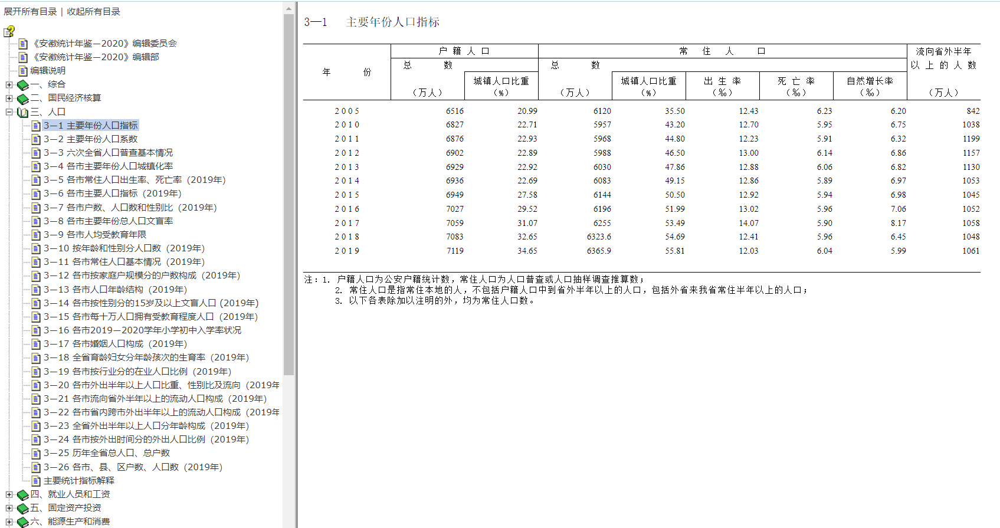 展开所有目录 | 收起所有目录
《安徽统计年鉴—2020》编辑委员会
《安徽统计年鉴—2020》编辑部
编辑说明
一、综合
二、国民经济核算
三、人口
3—1 主要年份人口指标
3—2 主要年份人口系数
3—3 六次全省人口普查基本情况
3—4 各市主要年份人口城镇化率
3—5 各市常住人口出生率、死亡率（2019年）
3—6 各市主要人口指标（2019年）
3—7 各市户数、人口数和性别比（2019年）
3—8 各市主要年份总人口文盲率
3—9 各市人均受教育年限
3—10 按年龄和性别分人口数（2019年）
3—11 各市常住人口基本情况（2019年）
3—12 各市按家庭户规模分的户数构成（2019年）
3—13 各市人口年龄结构（2019年）
3—14 各市按性别分的15岁及以上文盲人口 (2019年)
3—15 各市每十万人口拥有受教育程度人口（2019年）
3—16 各市2019—2020学年小学初中入学率状况
3—17 各市婚姻人口构成（2019年）
3—18 全省育龄妇女分年龄孩次的生育率（2019年）
3—19 各市按行业分的在业人口比例（2019年）
3—20 各市外出半年以上人口比重、性别比及流向（2019年
3—21 各市流向省外半年以上的流动人口构成（2019年）
3—22 各市省内跨市外出半年以上的流动人口构成（2019年
3—23 全省外出半年以上人口分年龄构成（2019年）
3—24 各市按外出时间分的外出人口比例（2019年）
3—25 历年全省总人口、总户数
3—26 各市、县、区户数、人口数（2019年）
主要统计指标解释
四、就业人员和工资
五、固定资产投资
六、能源生产和消费
3—1 主要年份人口指标
户 籍 人 口 常 住 人 口 流向省外半年
年 份 总 数 总 数 以 上 的 人 数
城镇人口比重 城镇人口比重 出 生 率 死 亡 率 自然增长率
（万人） （%） （万人） （%） （‰） （‰） （‰） （万人）
2005 6516 20.99 6120 35.50 12.43 6.23 6.20 842
2010 6827 22.71 5957 43.20 12.70 5.95 6.75 1038
2011 6876 22.93 5968 44.80 12.23 5.91 6.32 1199
2012 6902 22.89 5988 46.50 13.00 6.14 6.86 1157
2013 6929 22.92 6030 47.86 12.88 6.06 6.82 1130
2014 6936 22.69 6083 49.15 12.86 5.89 6.97 1053
2015 6949 27.58 6144 50.50 12.92 5.94 6.98 1045
2016 7027 29.52 6196 51.99 13.02 5.96 7.06 1052
2017 7059 31.07 6255 53.49 14.07 5.90 8.17 1058
2018 7083 32.65 6323.6 54.69 12.41 5.96 6.45 1048
2019 7119 34.65 6365.9 55.81 12.03 6.04 5.99 1061
注：1. 户籍人口为公安户籍统计数，常住人口为人口普查或人口抽样调查推算数；
2. 常住人口是指常住本地的人，不包括户籍人口中到省外半年以上的人口，包括外省来我省常住半年以上的人口；
3. 以下各表除加以注明的外，均为常住人口数。